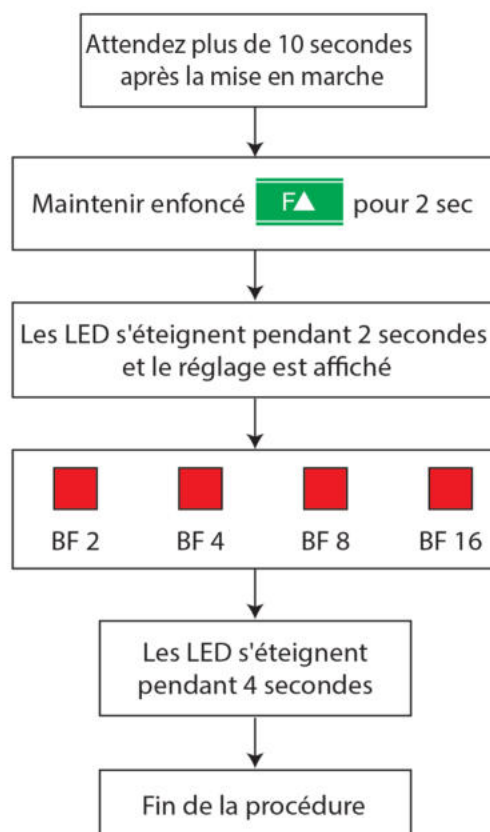 Attendez plus de 10 secondes
après la mise en marche
Maintenir enfoncé F▲ pour 2 sec
Les LED s'éteignent pendant 2 secondes
et le réglage est affiché
BF 2 BF 4 BF 8 BF 16
Les LED s'éteignent
pendant 4 secondes
Fin de la procédure